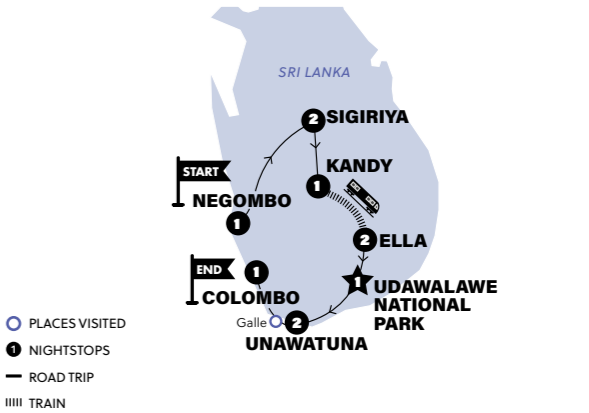 SRI LANKA
2 SIGIRIYA
KANDY
1
START
NEGOMBO
1
2 ELLA
END
1
COLOMBO
1 UDAWALAWE
NATIONAL
PARK
Galle
2
UNAWATUNA
PLACES VISITED
1 NIGHTSTOPS
ROAD TRIP
TRAIN